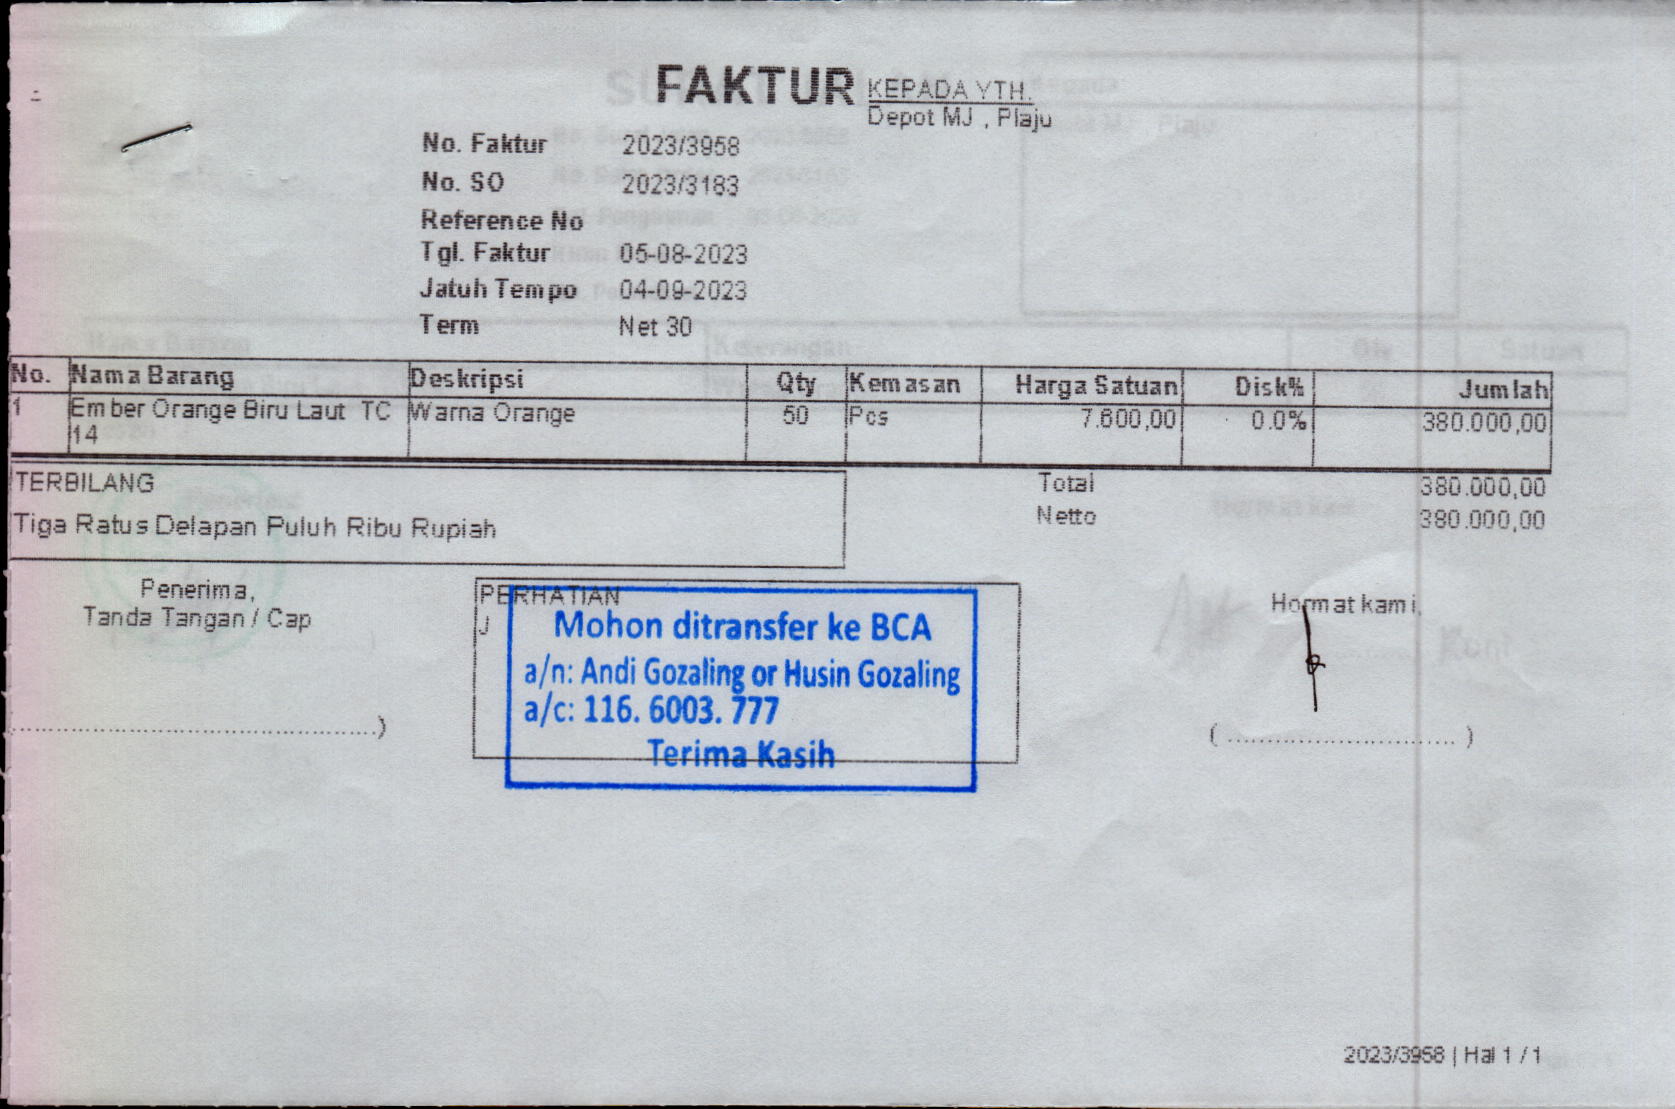 FAKTUR
KEPADA YTH.
Depot MJ , Plaju
No. Faktur 2023/3958
No. SO 2023/3183
Reference No
Tgl. Faktur 05-08-2023
Jatuh Tempo 04-09-2023
Term Net 30
No. Nama Barang Deskripsi Qty Kemasan Harga Satuan Disk% Jumlah
1 Ember Orange Biru Laut TC Warna Orange 50 Pcs 7.600,00 0.0% 380.000,00
14
TERBILANG Total 380.000,00
Tiga Ratus Delapan Puluh Ribu Rupiah Netto 380.000,00
Penerima,
Tanda Tangan / Cap
PERHATIAN
J
Mohon ditransfer ke BCA
a/n: Andi Gozaling or Husin Gozaling
a/c: 116. 6003. 777
Terima Kasih
Hormat kami,
..............................................)
( ............................. )
2023/3958 | Hal 1 / 1